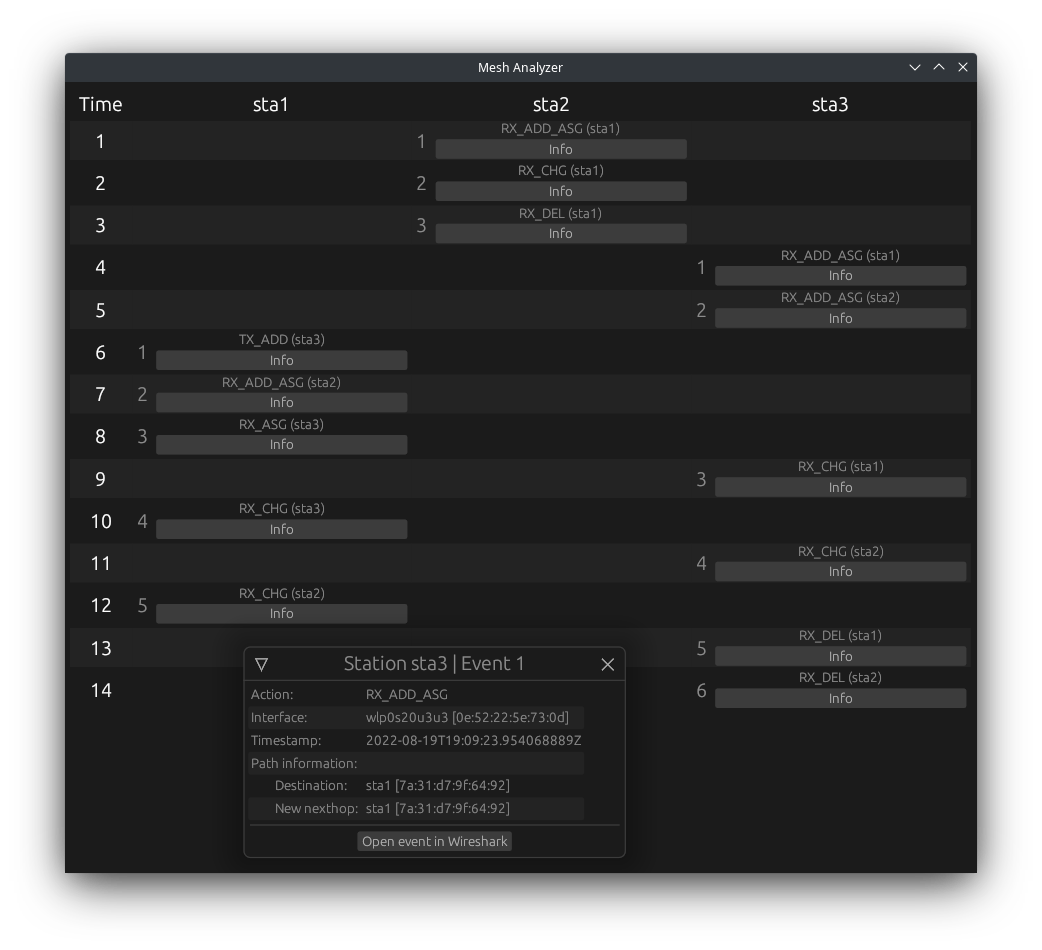 Mesh Analyzer
Time sta1 sta2 sta3
RX_ADD_ASG (sta1)
1 1 Info
RX_CHG (sta1)
2 2 Info
RX_DEL (sta1)
3 3 Info
RX_ADD_ASG (sta1)
4 1 Info
RX_ADD_ASG (sta2)
5 2 Info
TX_ADD (sta3)
6 1 Info
RX_ADD_ASG (sta2)
7 2 Info
RX_ASG (sta3)
8 3 Info
RX_CHG (sta1)
9 3 Info
RX_CHG (sta3)
10 4 Info
RX_CHG (sta2)
11 4 Info
RX_CHG (sta2)
12 5 Info
RX_DEL (sta1)
13 5 Info
RX_DEL (sta2)
14 6 Info
Station sta3 | Event 1
Action: RX_ADD_ASG
Interface: wlp0s20u3u3 [0e:52:22:5e:73:0d]
Timestamp: 2022-08-19T19:09:23.954068889Z
Path information:
Destination: sta1 [7a:31:d7:9f:64:92]
New nexthop: sta1 [7a:31:d7:9f:64:92]
Open event in Wireshark